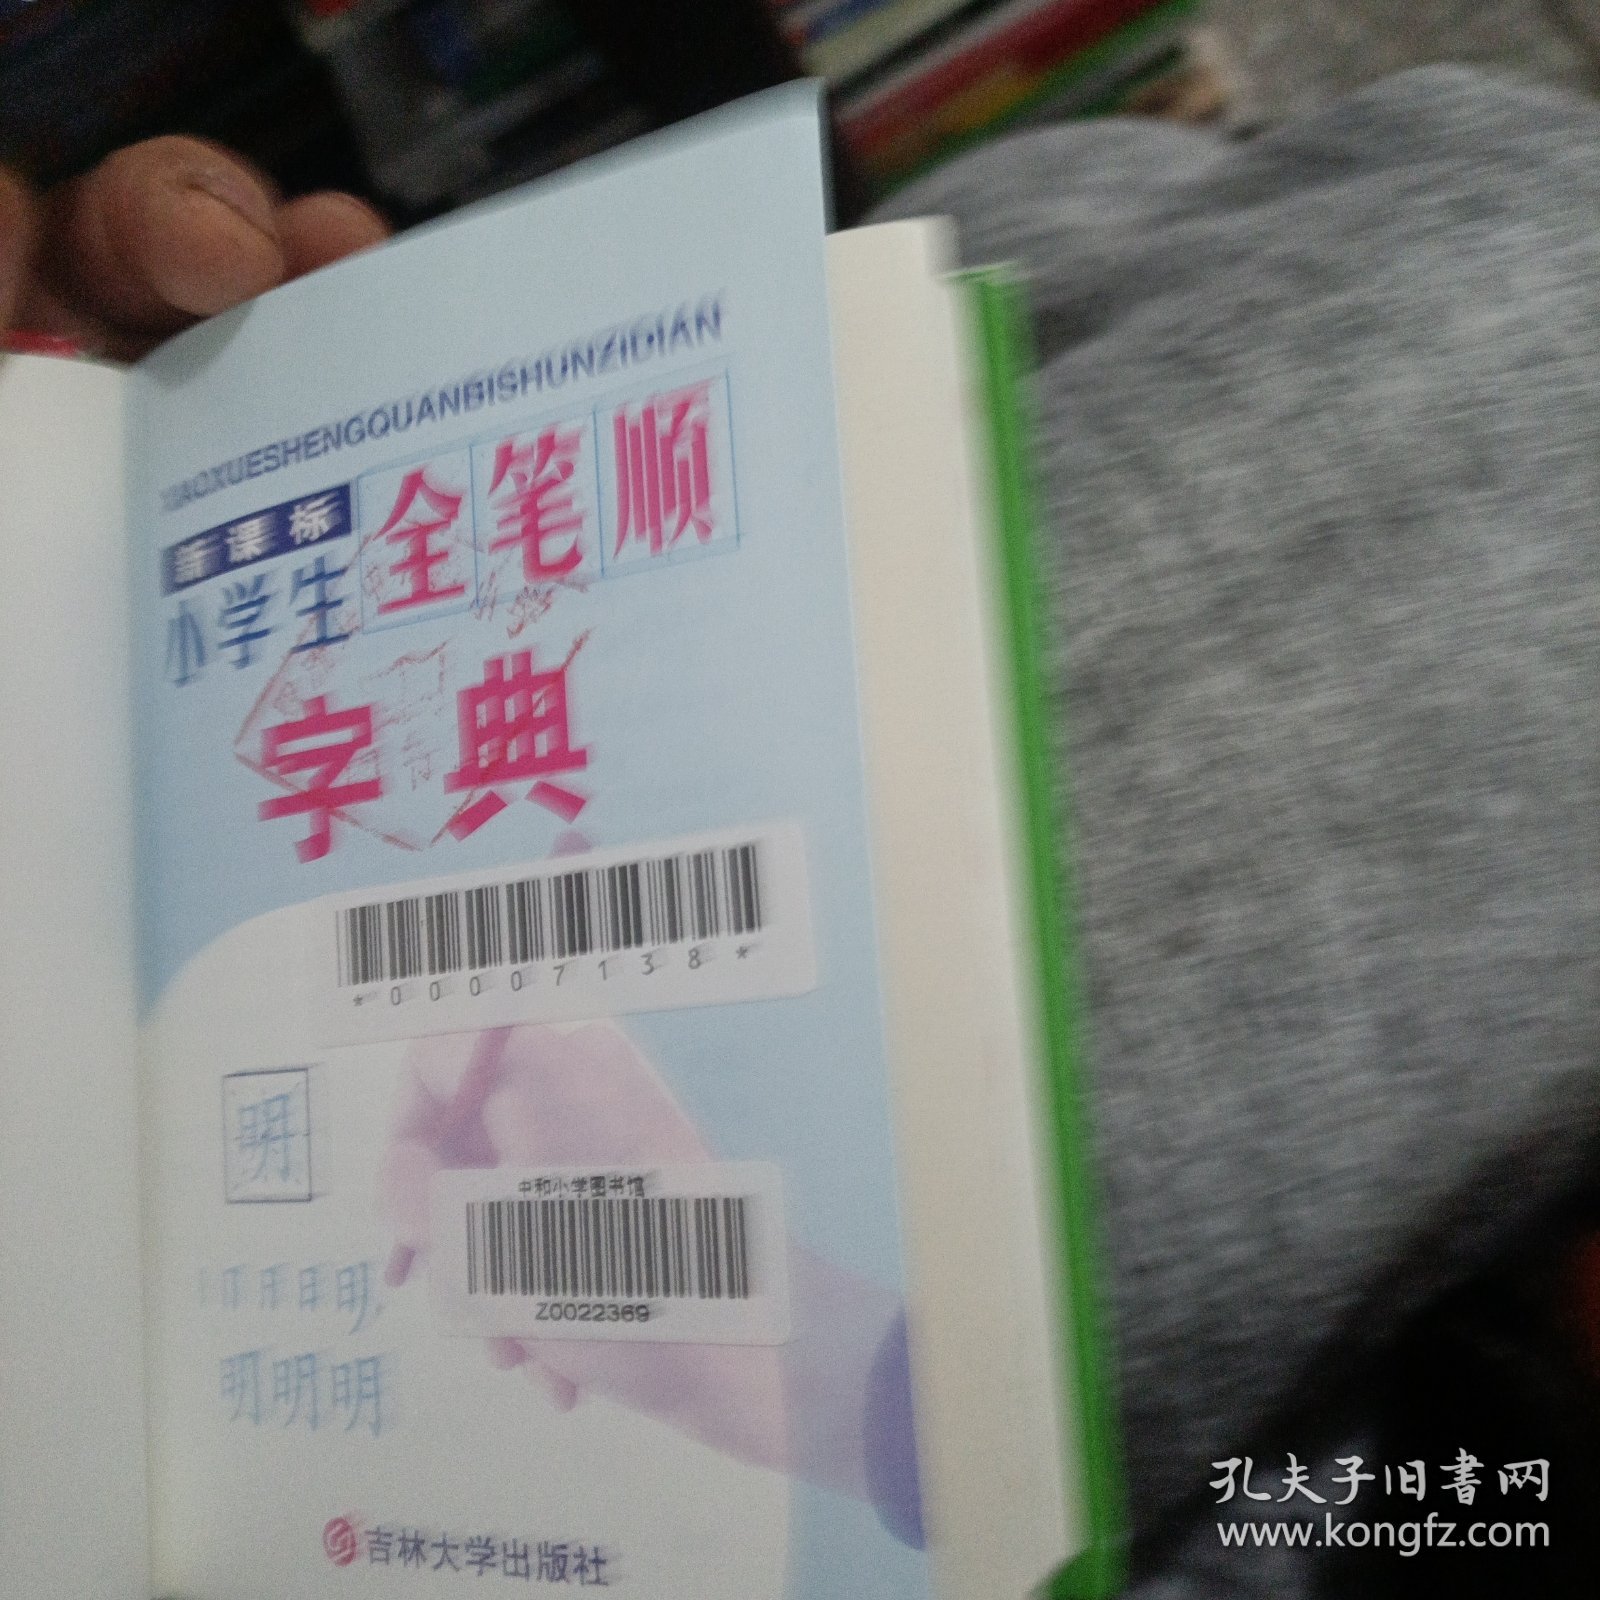 XIAOXUESHENGQUANBISHUNZIDIAN
新课标
小学生全笔顺
字典
*00007138*
明
中和小学图书馆
Z0022369
明明明
吉林大学出版社
孔夫子旧書网
www.kongfz.com